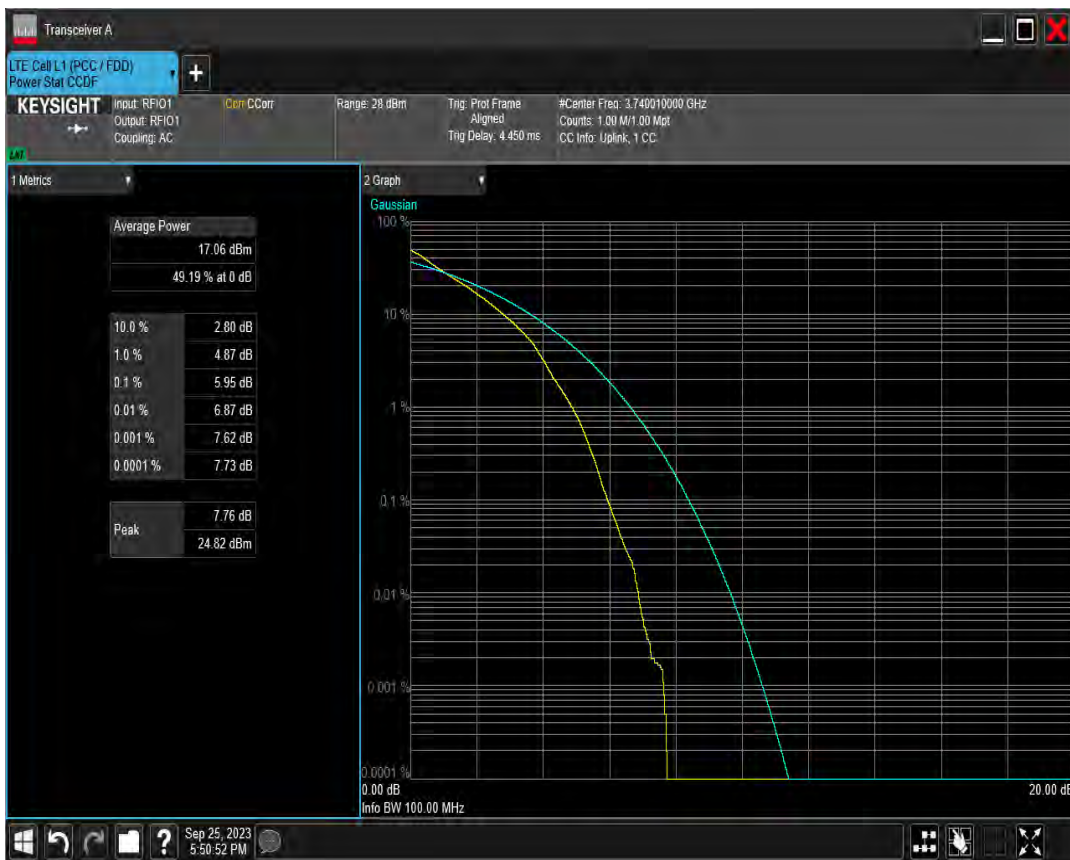 Transceiver A
LTE Cell L1 (PCC / FDD)
Power Stat CCDF
+
KEYSIGHT
Input: RFIO1
Output: RFIO1
Coupling: AC
Corr CCorr
Range: 28 dBm
Trig: Prot Frame
Aligned
Trig Delay: 4.450 ms
#Center Freq: 3.740010000 GHz
Counts: 1.00 M/1.00 Mpt
CC Info: Uplink, 1 CC
1 Metrics
Average Power
17.06 dBm
49.19 % at 0 dB
10.0 % 2.80 dB
1.0 % 4.87 dB
0.1 % 5.95 dB
0.01 % 6.87 dB
0.001 % 7.62 dB
0.0001 % 7.73 dB
Peak 7.76 dB
24.82 dBm
2 Graph
Gaussian
100 %
10 %
1 %
0.1 %
0.01 %
0.001 %
0.0001 %
0.00 dB 20.00 dB
Info BW 100.00 MHz
?
Sep 25, 2023
5:50:52 PM